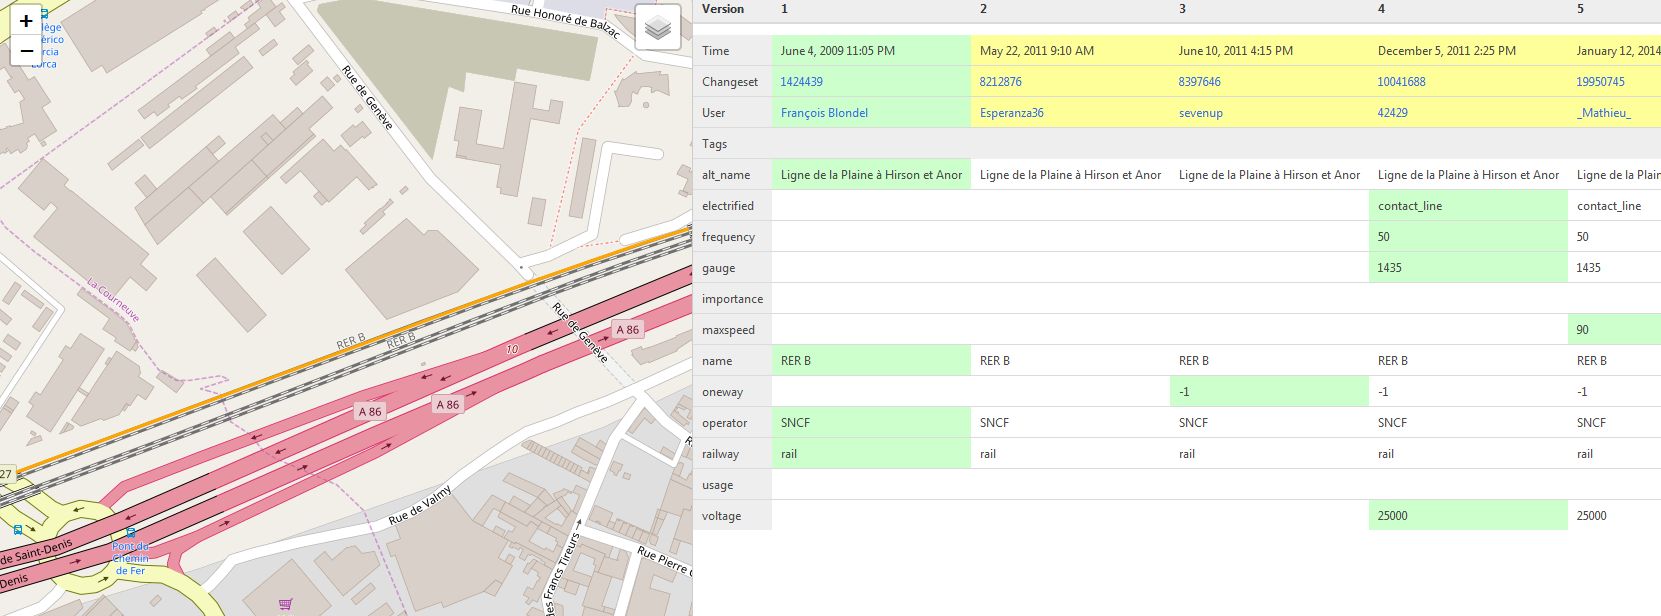 +
−
Rue Honoré de Balzac
Rue de Genève
La Courneuve
RER B
RER B
Rue de Genève
A 86
10
A 86
A 86
27
Rue de Valmy
de Saint-Denis
Denis
Pont du
Chemin
de Fer
Rue Pierre
des Francs Tireurs
Version 1 2 3 4 5
Time June 4, 2009 11:05 PM May 22, 2011 9:10 AM June 10, 2011 4:15 PM December 5, 2011 2:25 PM January 12, 2014
Changeset 1424439 8212876 8397646 10041688 19950745
User François Blondel Esperanza36 sevenup 42429 _Mathieu_
Tags
alt_name Ligne de la Plaine à Hirson et Anor Ligne de la Plaine à Hirson et Anor Ligne de la Plaine à Hirson et Anor Ligne de la Plaine à Hirson et Anor Ligne de la Plain
electrified contact_line contact_line
frequency 50 50
gauge 1435 1435
importance
maxspeed 90
name RER B RER B RER B RER B RER B
oneway -1 -1 -1
operator SNCF SNCF SNCF SNCF SNCF
railway rail rail rail rail rail
usage
voltage 25000 25000